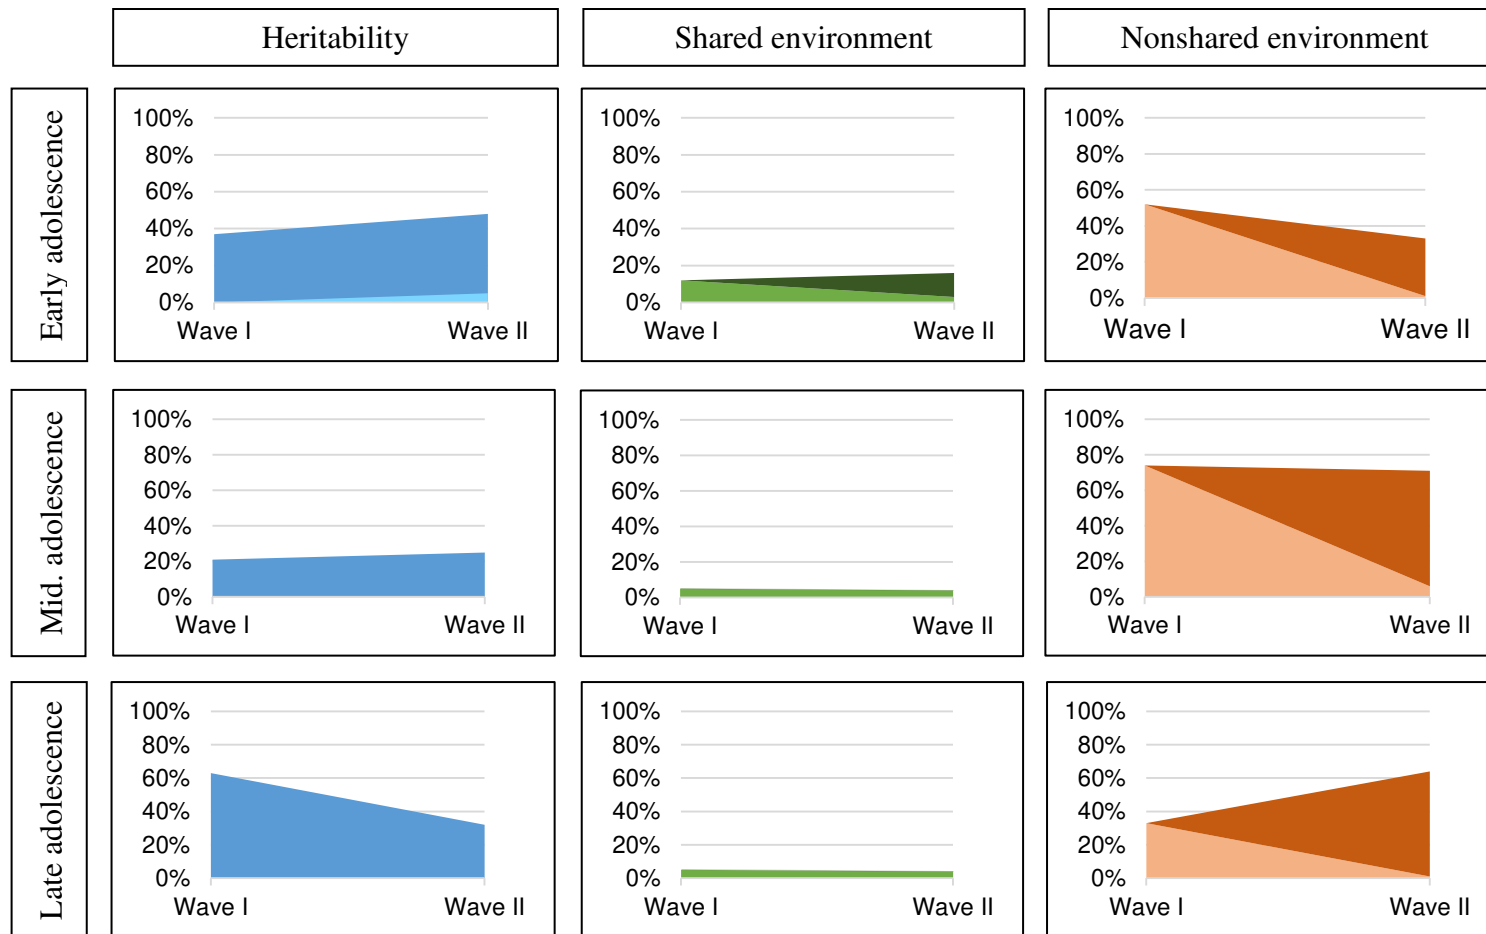 Heritability
Shared environment
Nonshared environment
Early adolescence
100%
80%
60%
40%
20%
0%
Wave I
Wave II
100%
80%
60%
40%
20%
0%
Wave I
Wave II
100%
80%
60%
40%
20%
0%
Wave I
Wave II
Mid. adolescence
100%
80%
60%
40%
20%
0%
Wave I
Wave II
100%
80%
60%
40%
20%
0%
Wave I
Wave II
100%
80%
60%
40%
20%
0%
Wave I
Wave II
Late adolescence
100%
80%
60%
40%
20%
0%
Wave I
Wave II
100%
80%
60%
40%
20%
0%
Wave I
Wave II
100%
80%
60%
40%
20%
0%
Wave I
Wave II